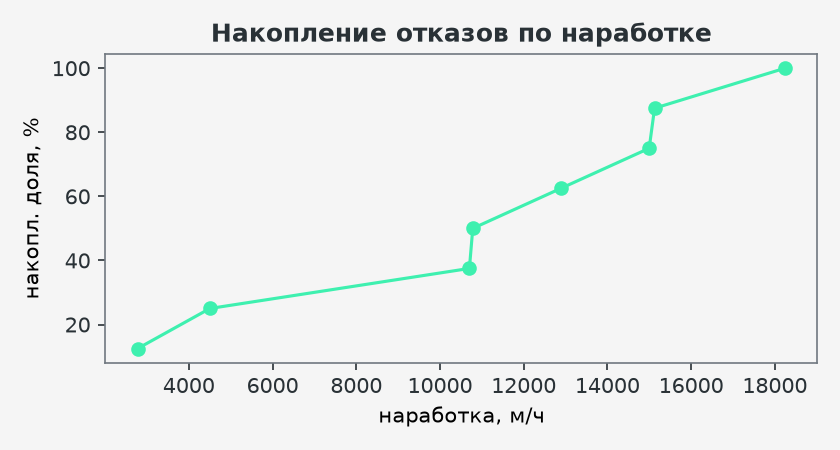 Накопление отказов по наработке
накопл. доля, %
100
80
60
40
20
4000 6000 8000 10000 12000 14000 16000 18000
наработка, м/ч